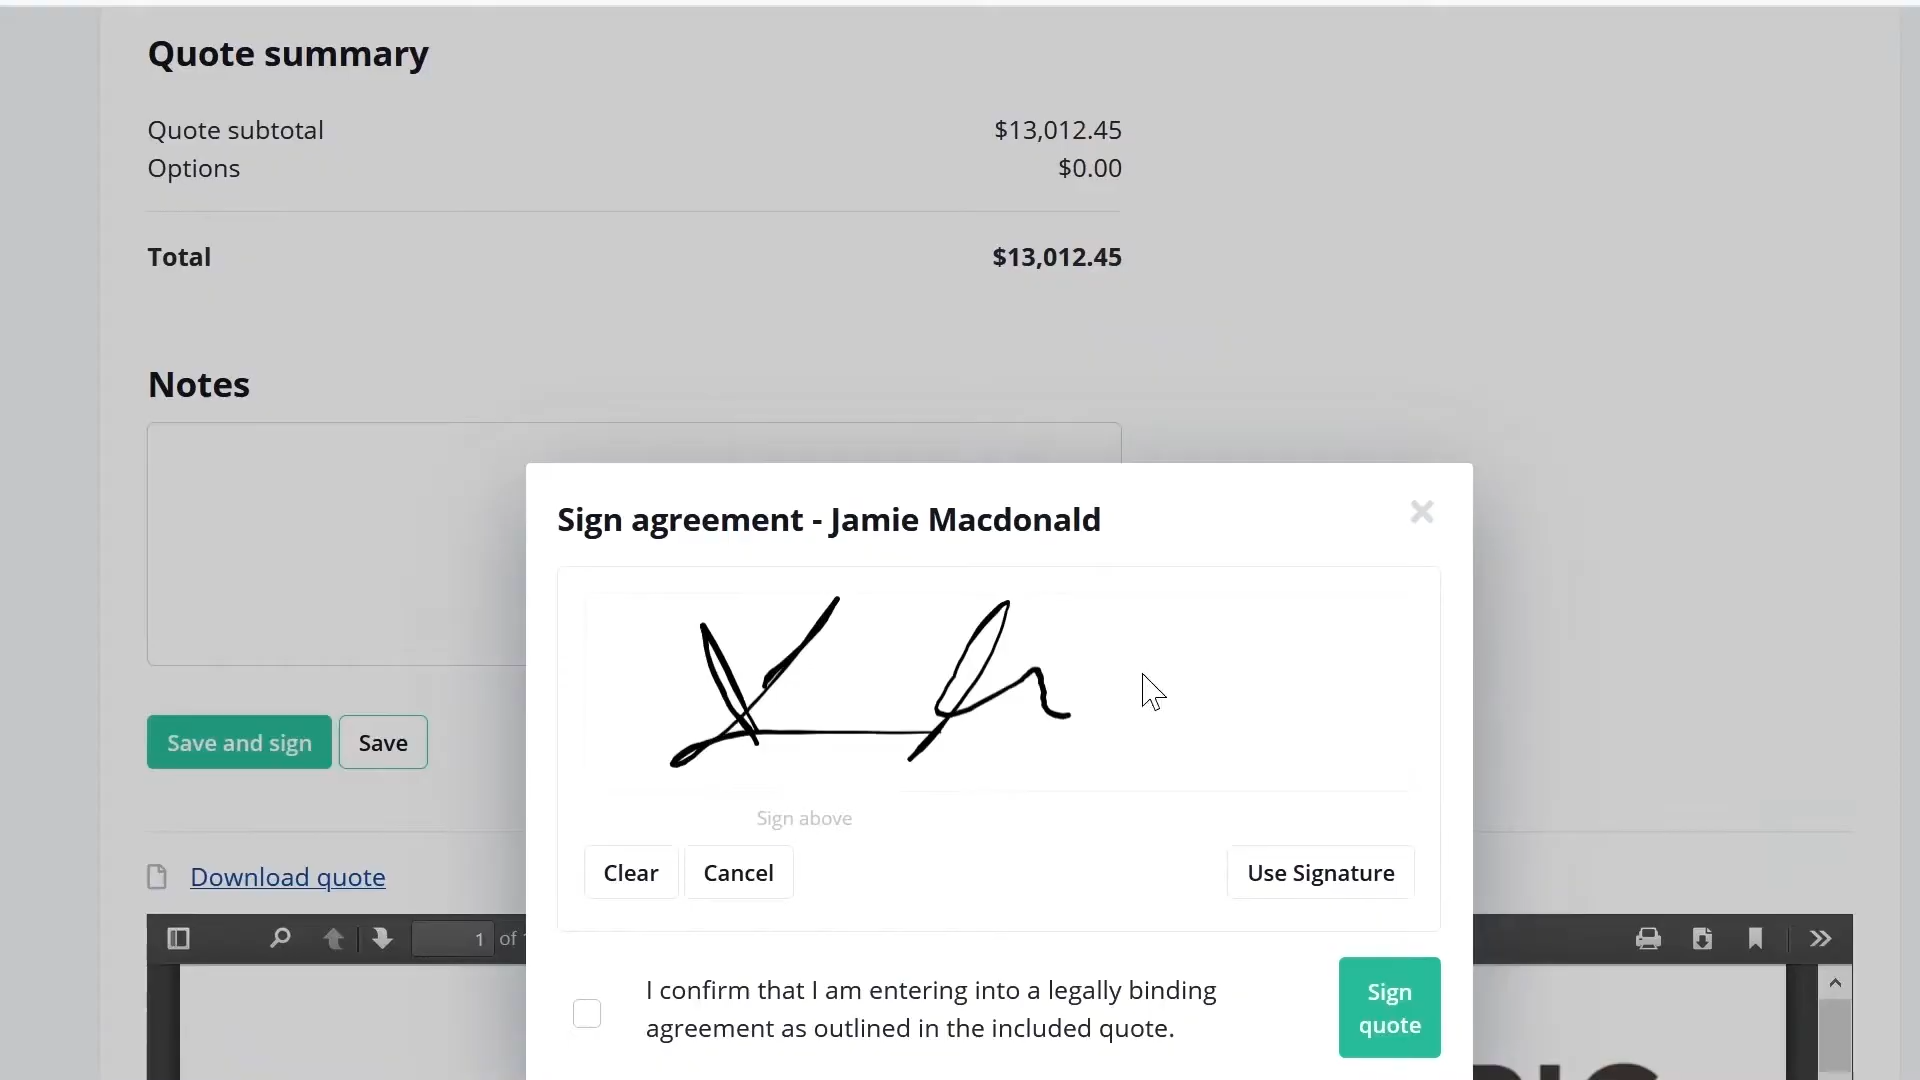 Quote summary
Quote subtotal $13,012.45
Options $0.00
Total $13,012.45
Notes
Sign agreement - Jamie Macdonald
Sign above
Clear Cancel Use Signature
Save and sign Save
Download quote
1 of
I confirm that I am entering into a legally binding
agreement as outlined in the included quote.
Sign
quote